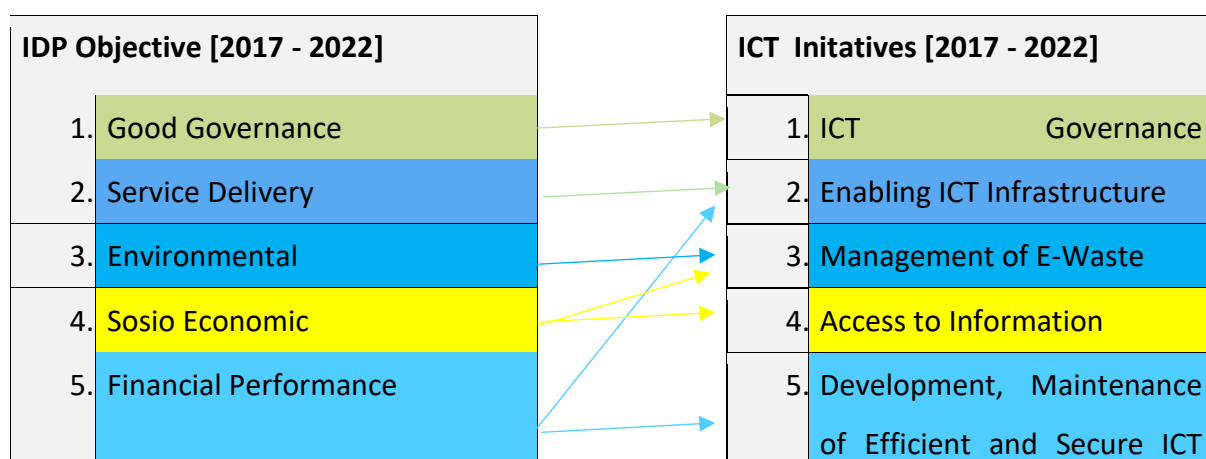 IDP Objective [2017 - 2022]
1. Good Governance
2. Service Delivery
3. Environmental
4. Sosio Economic
5. Financial Performance
ICT Initatives [2017 - 2022]
1. ICT Governance
2. Enabling ICT Infrastructure
3. Management of E-Waste
4. Access to Information
5. Development, Maintenance
of Efficient and Secure ICT